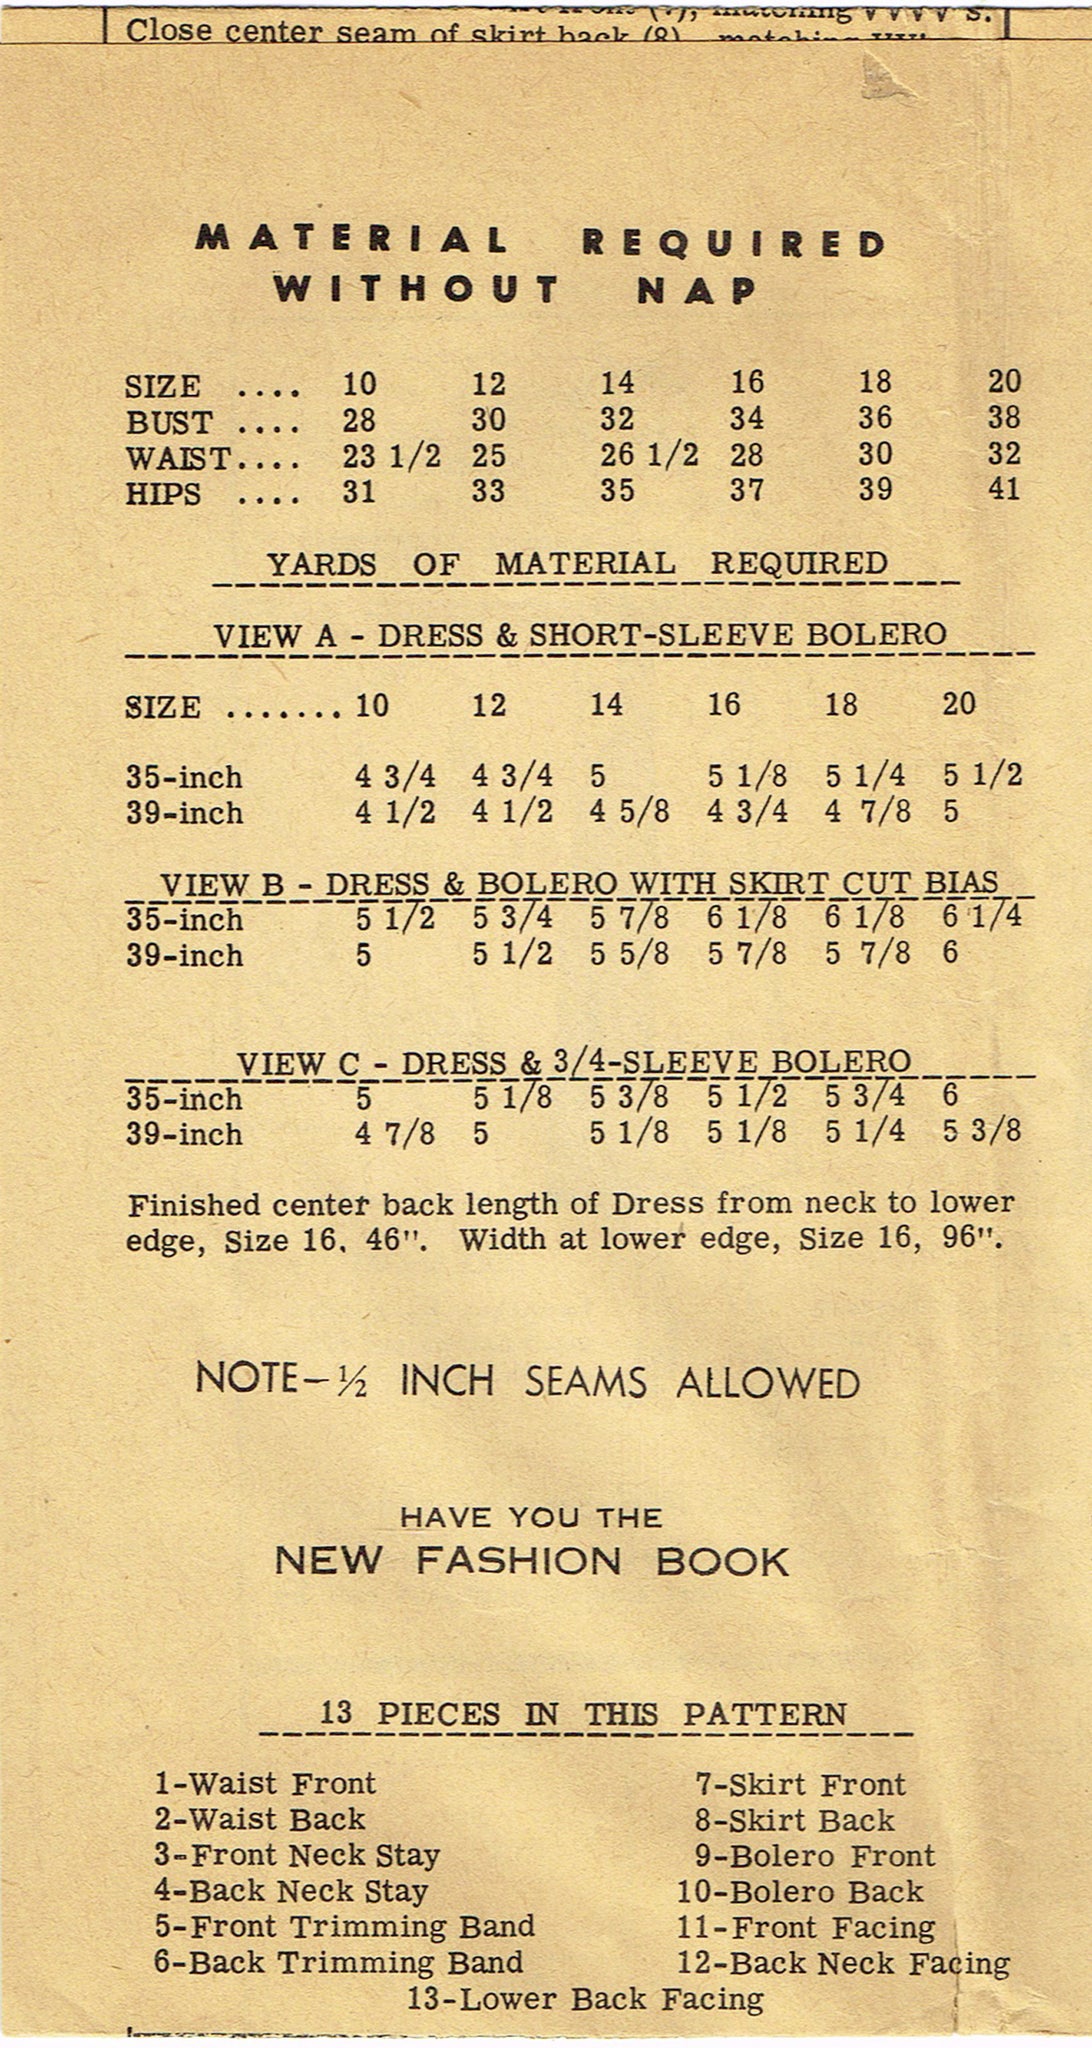 matching VVVV's.
Close center seam of skirt back (8), matching
MATERIAL REQUIRED
WITHOUT NAP
SIZE .... 10 12 14 16 18 20
BUST .... 28 30 32 34 36 38
WAIST.... 23 1/2 25 26 1/2 28 30 32
HIPS .... 31 33 35 37 39 41
YARDS OF MATERIAL REQUIRED
VIEW A - DRESS & SHORT-SLEEVE BOLERO
SIZE ....... 10 12 14 16 18 20
35-inch 4 3/4 4 3/4 5 5 1/8 5 1/4 5 1/2
39-inch 4 1/2 4 1/2 4 5/8 4 3/4 4 7/8 5
VIEW B - DRESS & BOLERO WITH SKIRT CUT BIAS
35-inch 5 1/2 5 3/4 5 7/8 6 1/8 6 1/8 6 1/4
39-inch 5 5 1/2 5 5/8 5 7/8 5 7/8 6
VIEW C - DRESS & 3/4-SLEEVE BOLERO
35-inch 5 5 1/8 5 3/8 5 1/2 5 3/4 6
39-inch 4 7/8 5 5 1/8 5 1/8 5 1/4 5 3/8
Finished center back length of Dress from neck to lower
edge, Size 16, 46". Width at lower edge, Size 16, 96".
NOTE-½ INCH SEAMS ALLOWED
HAVE YOU THE
NEW FASHION BOOK
13 PIECES IN THIS PATTERN
1-Waist Front 7-Skirt Front
2-Waist Back 8-Skirt Back
3-Front Neck Stay 9-Bolero Front
4-Back Neck Stay 10-Bolero Back
5-Front Trimming Band 11-Front Facing
6-Back Trimming Band 12-Back Neck Facing
13-Lower Back Facing